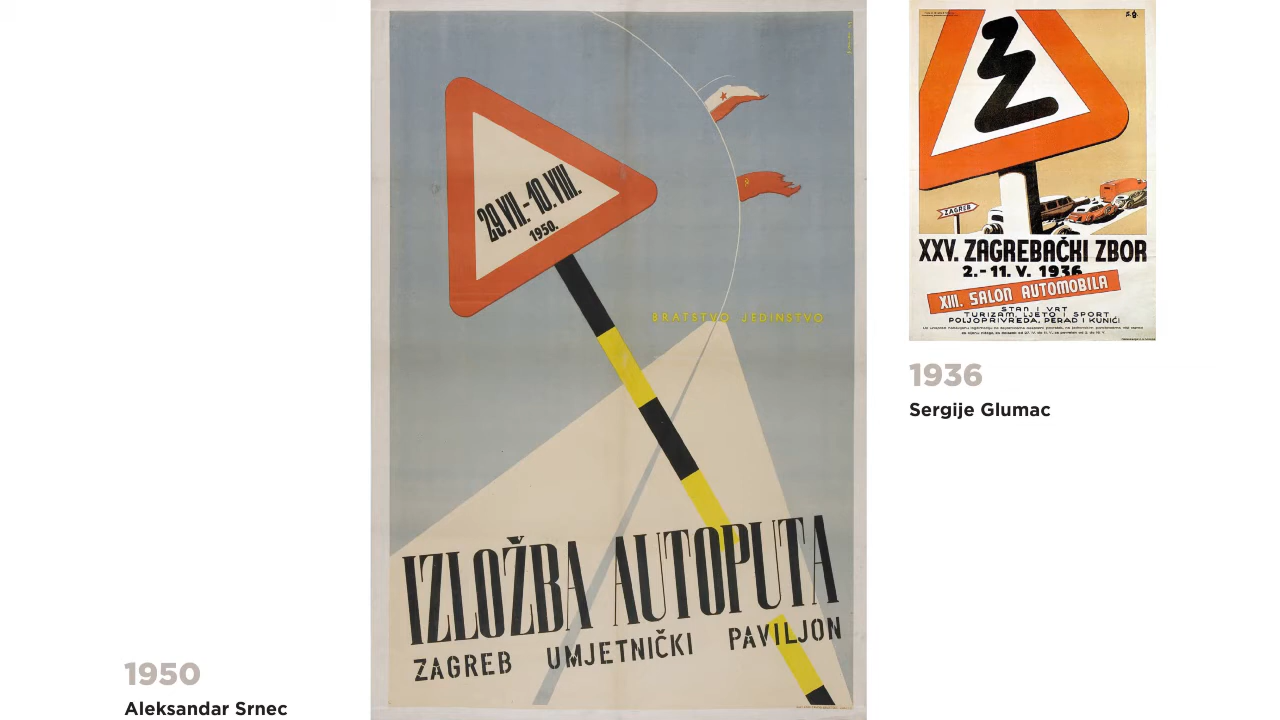 29.VII.-10.VIII.
1950.
BRATSTVO JEDINSTVO
IZLOŽBA AUTOPUTA
ZAGREB UMJETNIČKI PAVILJON
1950
Aleksandar Srnec
S.G.
ZAGREB
XXV. ZAGREBAČKI ZBOR
2.-11. V. 1936
XIII. SALON AUTOMOBILA
STAN I VRT
TURIZAM, LJETO I SPORT
POLJOPRIVREDA, PERAD I KUNIĆI
1936
Sergije Glumac